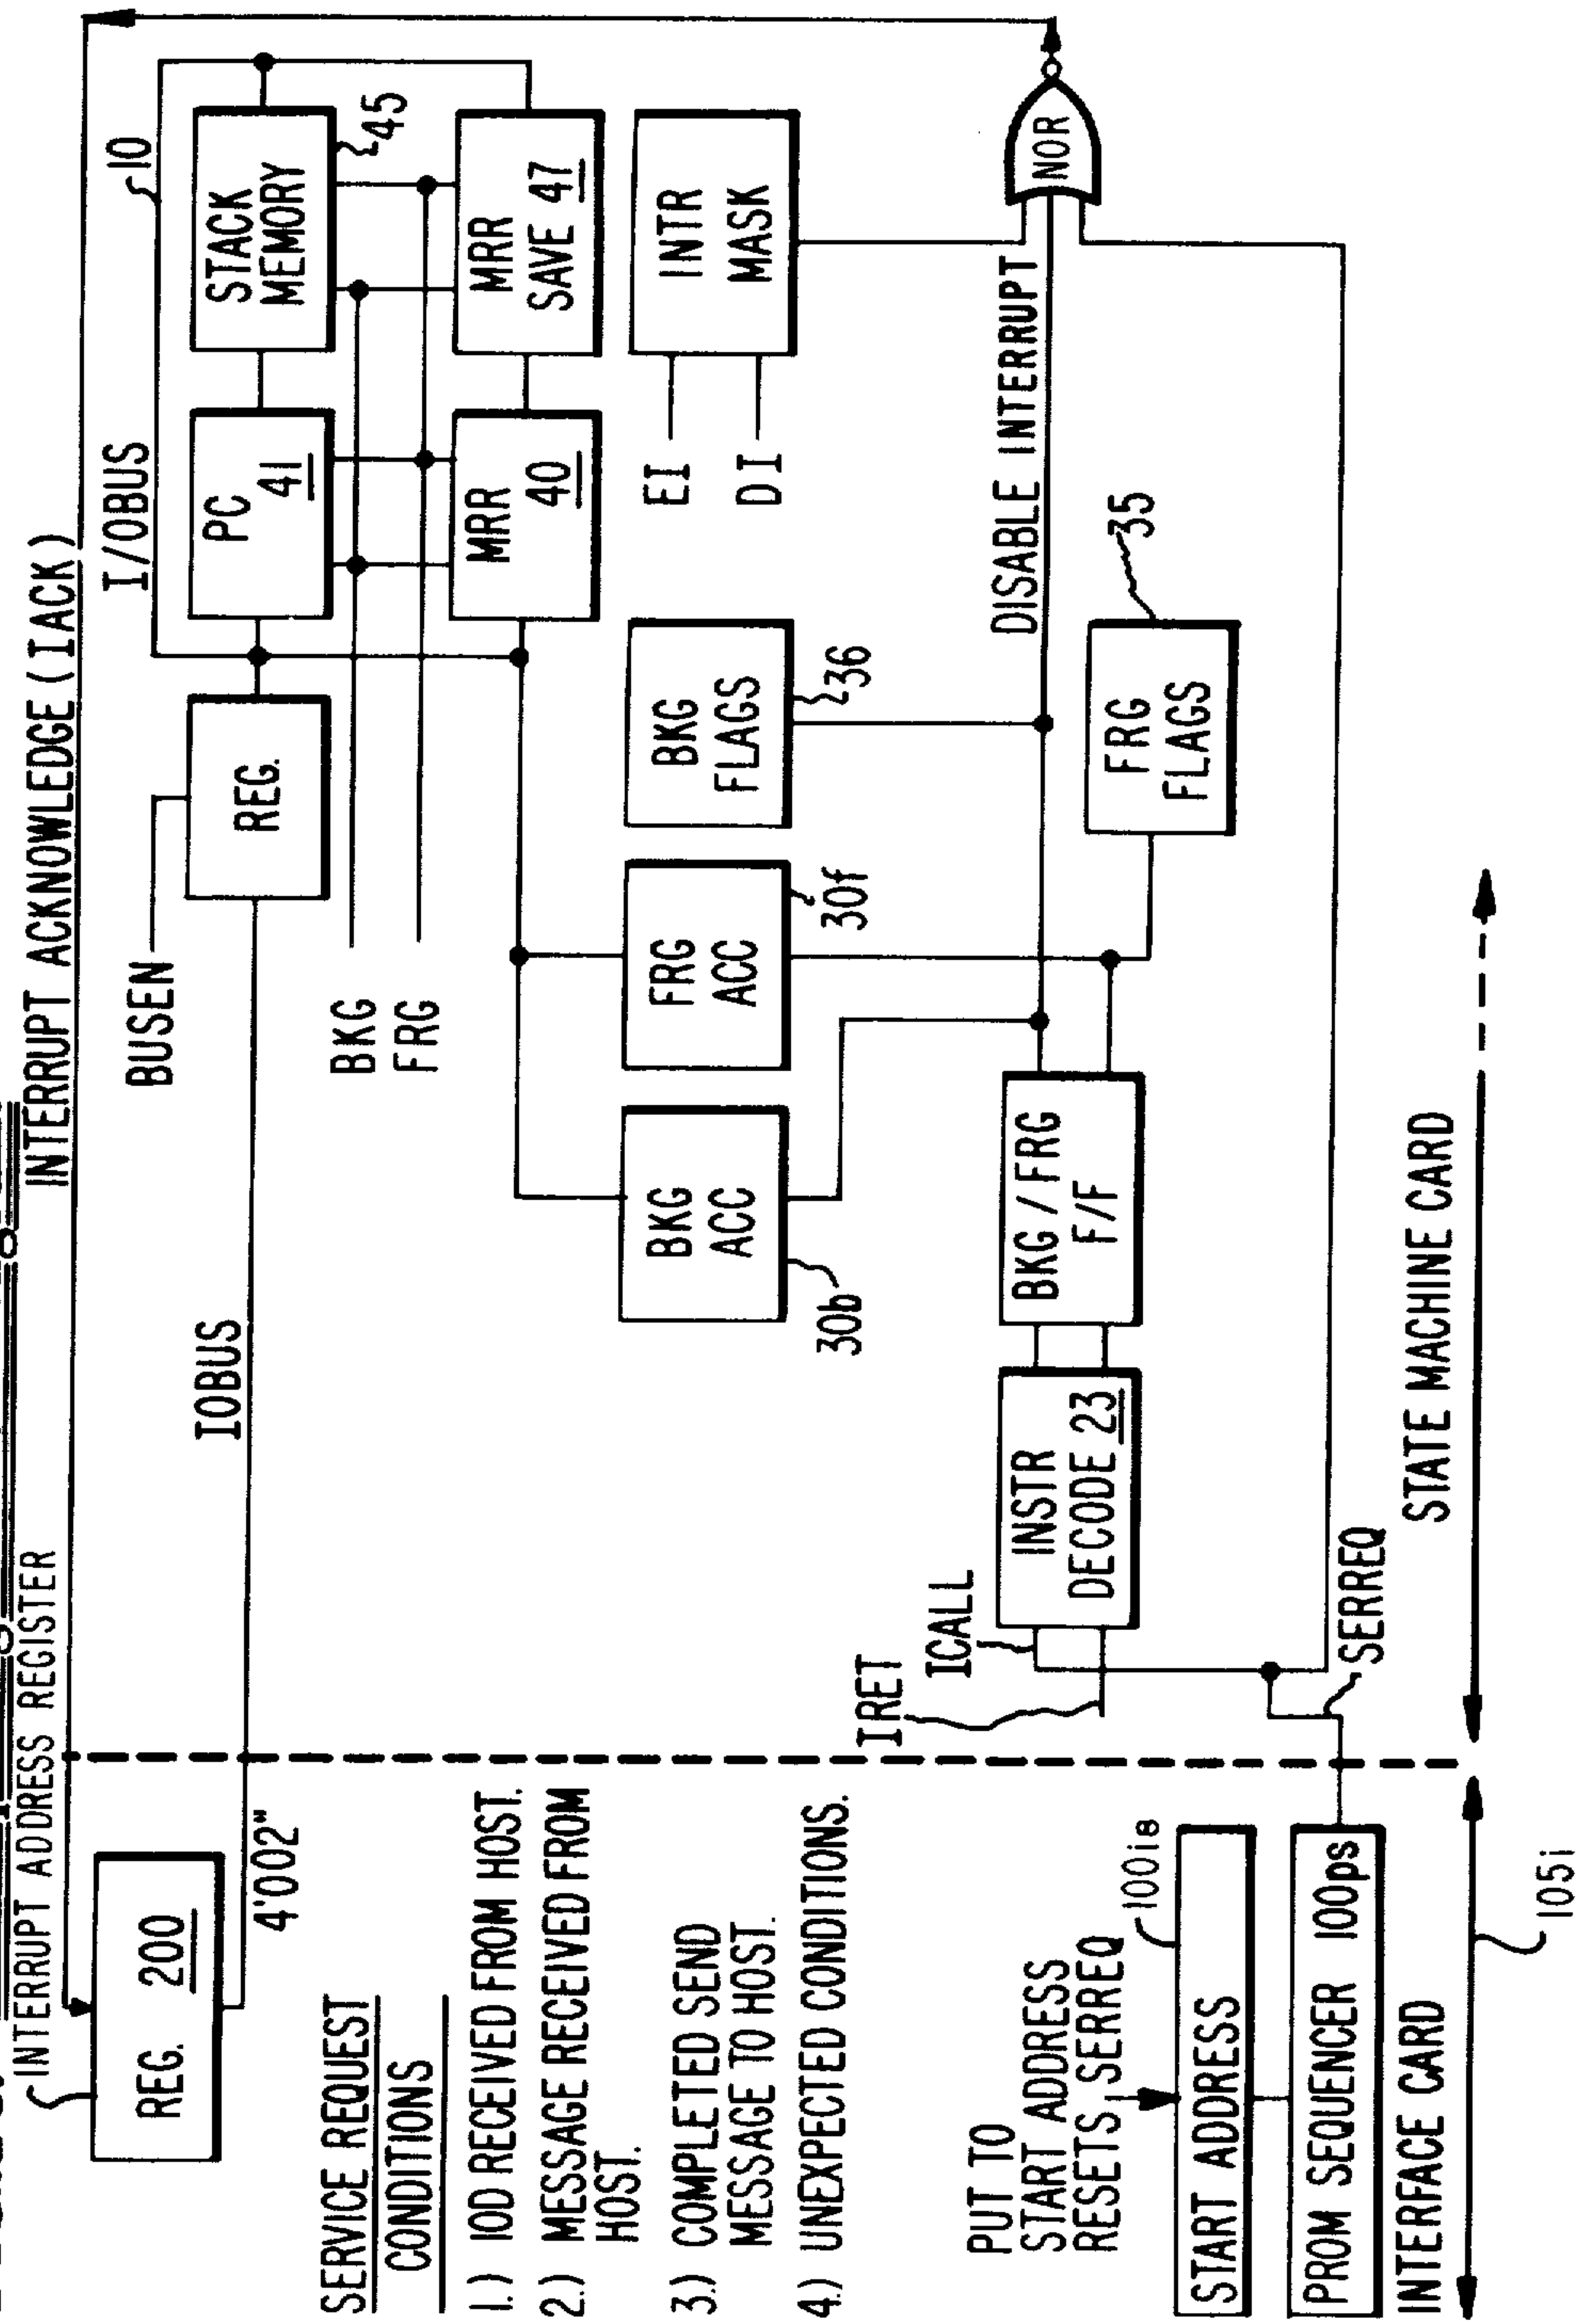 INTERRUPT ADDRESS REGISTER
INTERRUPT ACKNOWLEDGE (IACK)
REG. 200
4'002"
IOBUS
BUSEN
REG.
I/OBUS
10
PC 41
STACK
MEMORY
45
BKG
FRG
MRR
40
MRR
SAVE 47
SERVICE REQUEST
CONDITIONS
1.) IOD RECEIVED FROM HOST.
2.) MESSAGE RECEIVED FROM
HOST.
3.) COMPLETED SEND
MESSAGE TO HOST.
4.) UNEXPECTED CONDITIONS.
BKG
ACC
30b
FRG
ACC
30f
BKG
FLAGS
36
EI
DI
INTR
MASK
IRET
ICALL
INSTR
DECODE 23
BKG / FRG
F/F
DISABLE INTERRUPT
NOR
FRG
FLAGS
35
PUT TO
START ADDRESS
RESETS SERREQ
100is
START ADDRESS
PROM SEQUENCER 100ps
SERREQ
INTERFACE CARD
STATE MACHINE CARD
105i